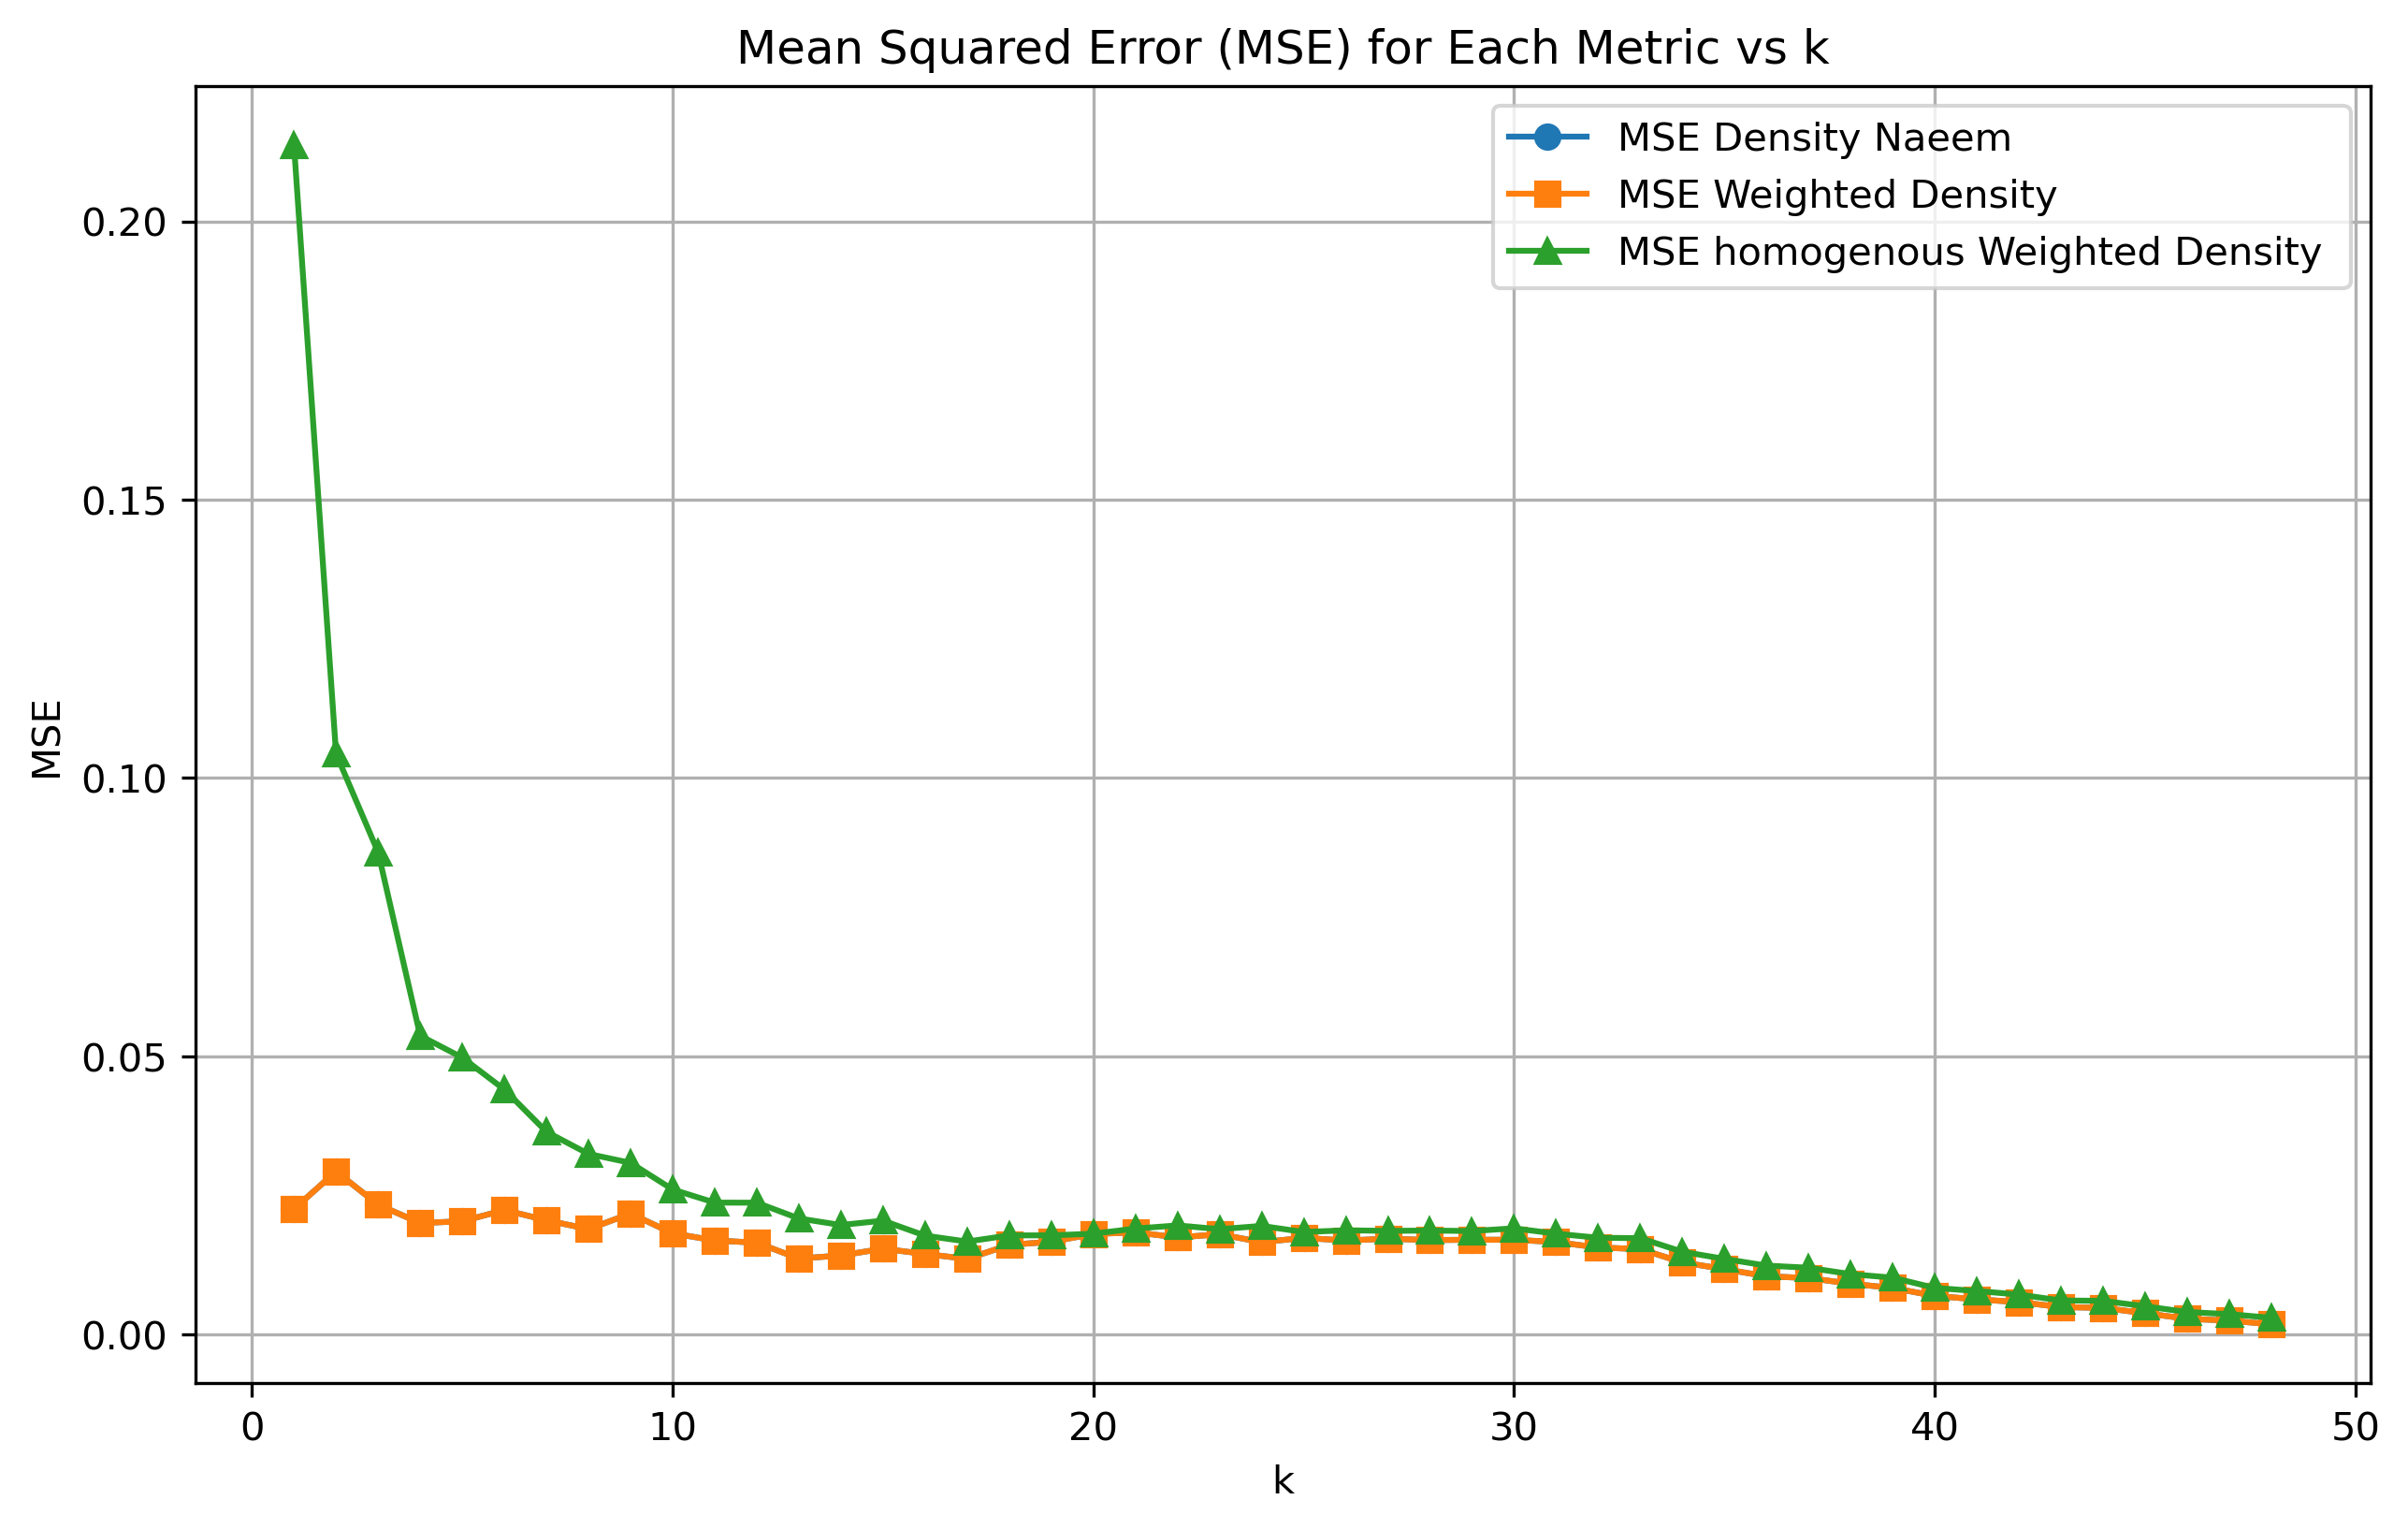 Mean Squared Error (MSE) for Each Metric vs k
MSE Density Naeem
MSE Weighted Density
MSE homogenous Weighted Density
0.20
0.15
0.10
0.05
0.00
MSE
0 10 20 30 40 50
k